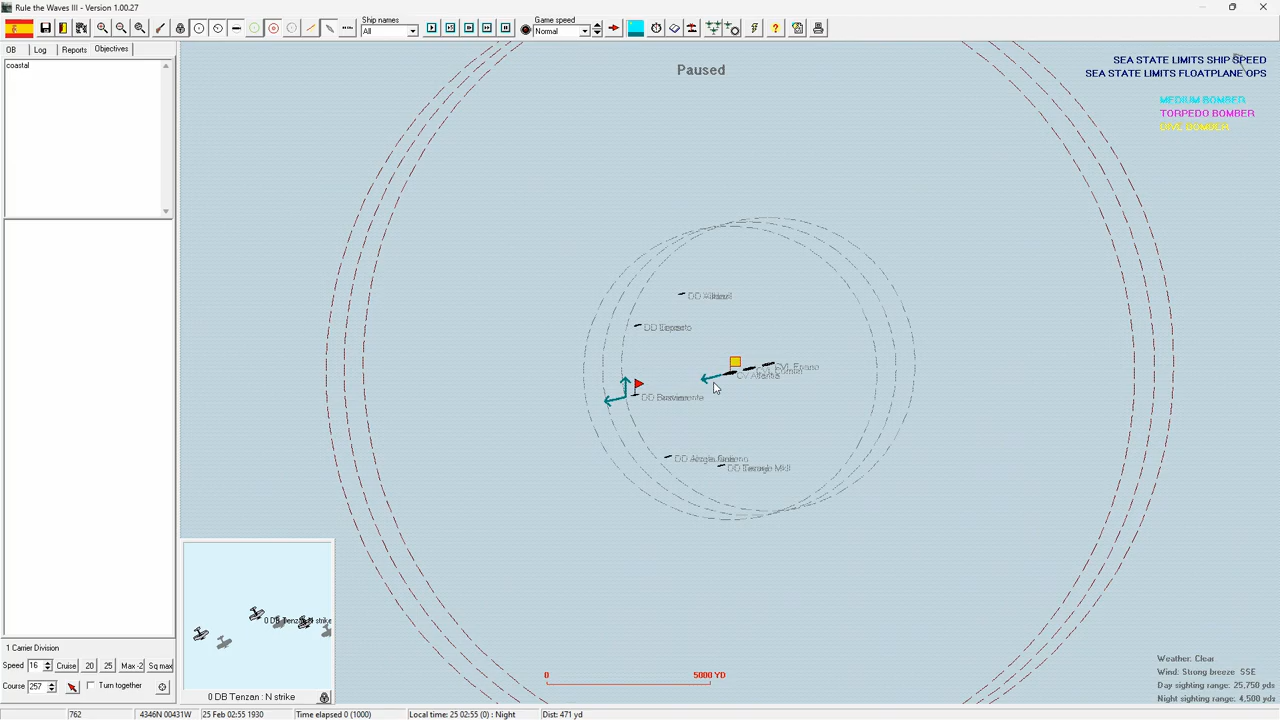 Rule the Waves III - Version 1.00.27
Ship names
All
Game speed
Normal
OB Log Reports Objectives
coastal
Paused
SEA STATE LIMITS SHIP SPEED
SEA STATE LIMITS FLOATPLANE OPS
MEDIUM BOMBER
TORPEDO BOMBER
DIVE BOMBER
DD
DD
CVL
CV
DD
DD
DD
0 5000 YD
0 DB Tenzan: N strike
0 DB Tenzan : N strike
1 Carrier Division
Speed 16 Cruise 20 25 Max -2 Sq max
Course 257 Turn together
Weather: Clear
Wind: Strong breeze SSE
Day sighting range: 25,750 yds
Night sighting range: 4,500 yds
762 4346N 00431W 25 Feb 02:55 1930 Time elapsed 0 (1000) Local time: 25 02:55 (0) : Night Dist: 471 yd